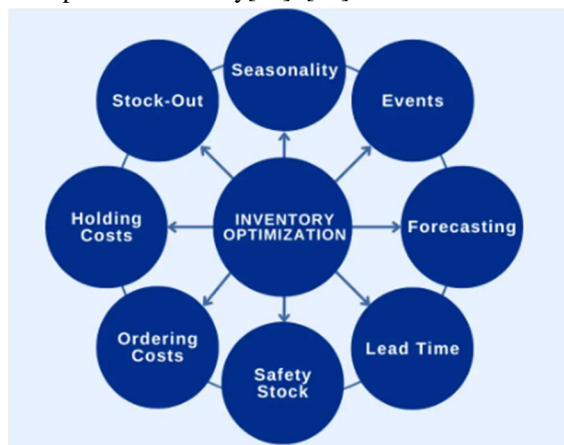 Seasonality
Stock-Out
Events
Holding
Costs
INVENTORY
OPTIMIZATION
Forecasting
Ordering
Costs
Lead Time
Safety
Stock